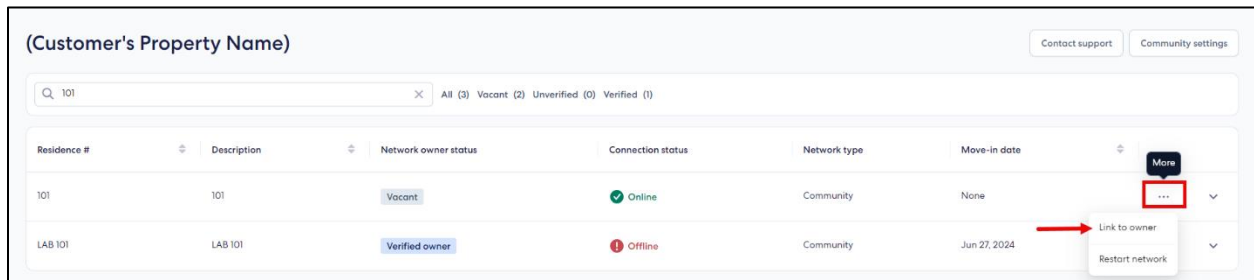 (Customer's Property Name)
Contact support
Community settings
101
All (3) Vacant (2) Unverified (0) Verified (1)
Residence # Description Network owner status Connection status Network type Move-in date
More
101 101 Vacant Online Community None ...
Link to owner
LAB 101 LAB 101 Verified owner Offline Community Jun 27, 2024
Restart network